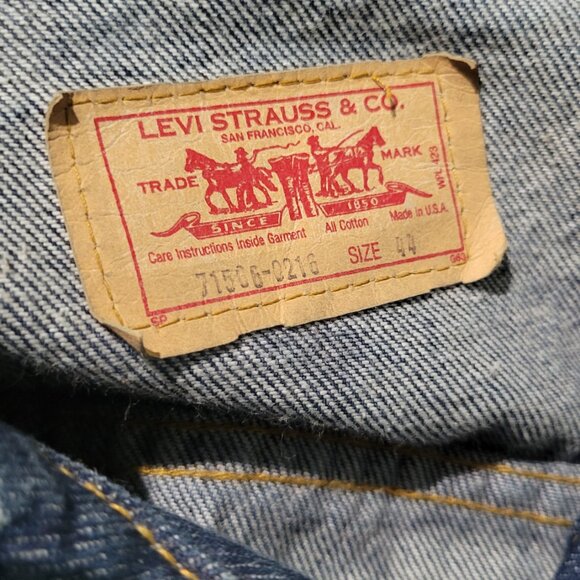 LEVI STRAUSS & CO.
SAN FRANCISCO, CAL.
TRADE MARK
SINCE 1850
Care Instructions Inside Garment All Cotton Made in U.S.A.
71506-0216 SIZE 44
WPL 423
SP